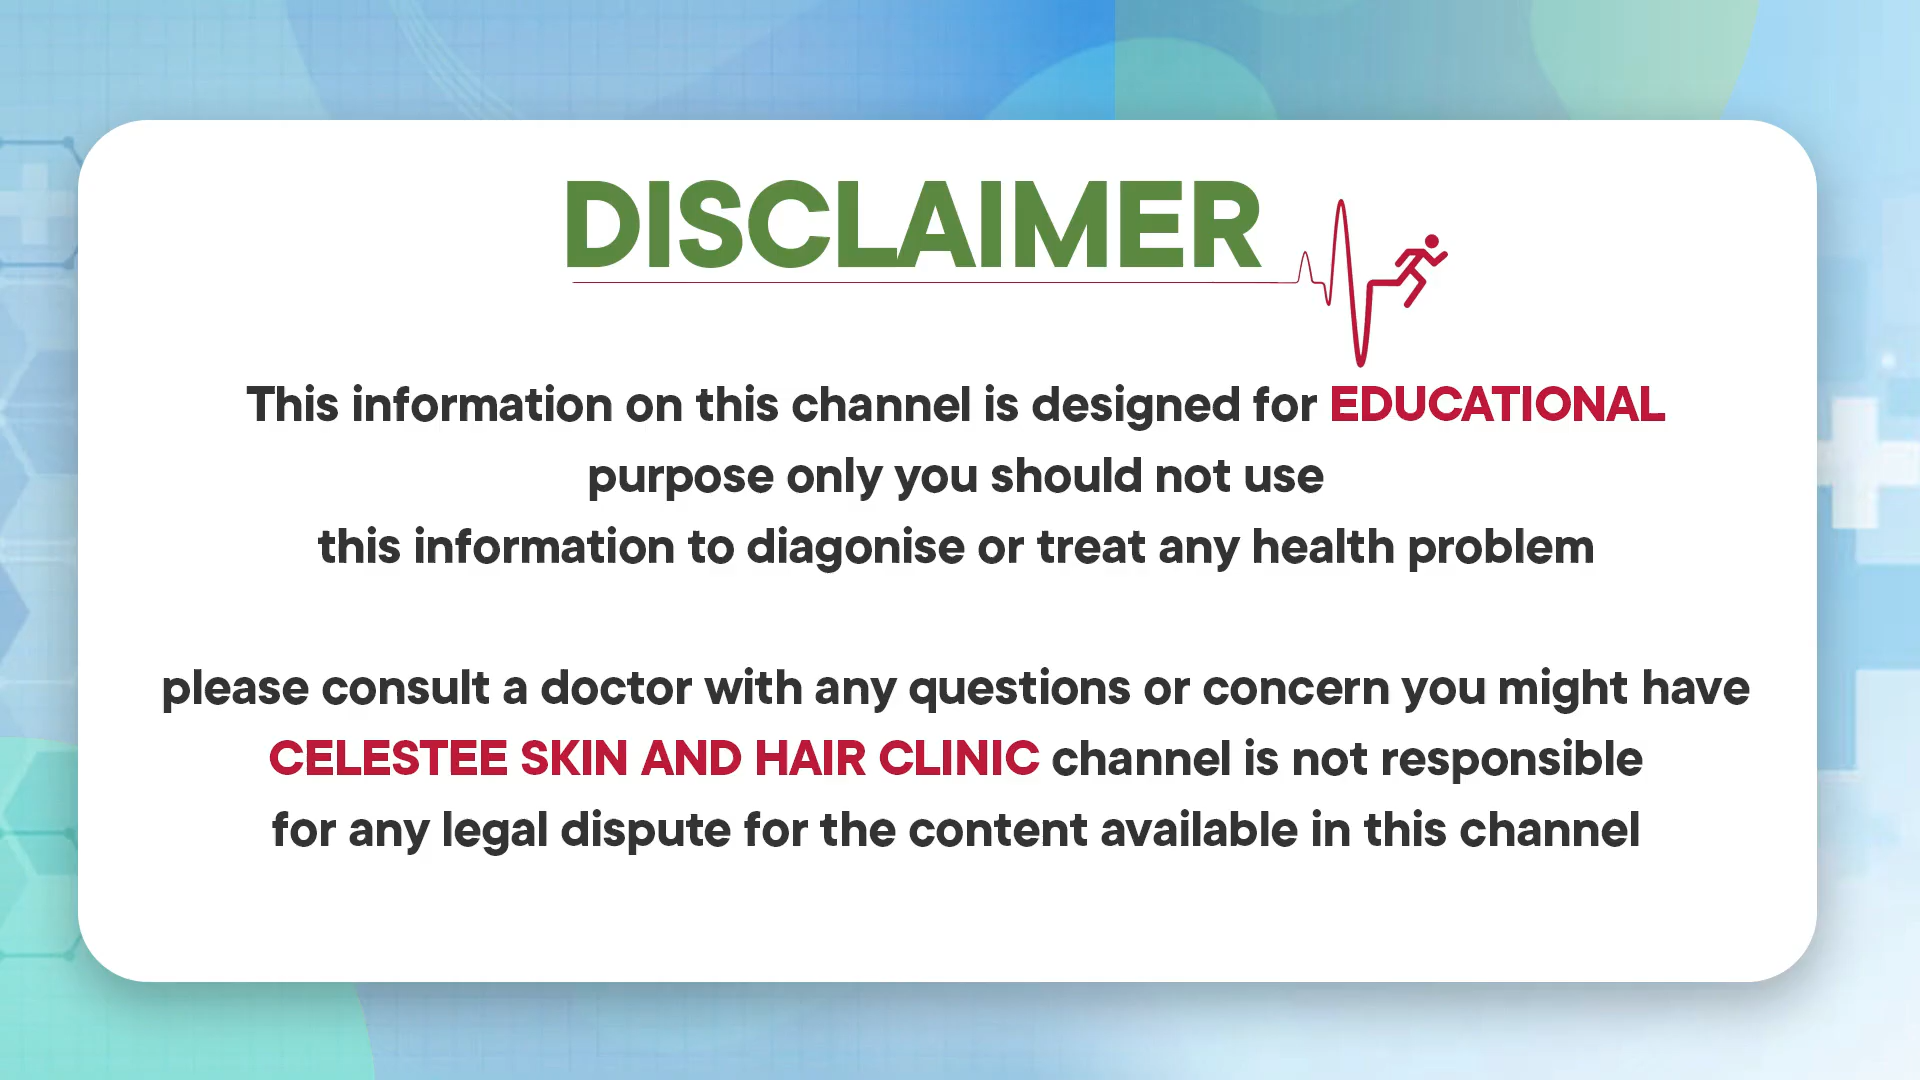 DISCLAIMER
This information on this channel is designed for EDUCATIONAL
purpose only you should not use
this information to diagonise or treat any health problem
please consult a doctor with any questions or concern you might have
CELESTEE SKIN AND HAIR CLINIC channel is not responsible
for any legal dispute for the content available in this channel